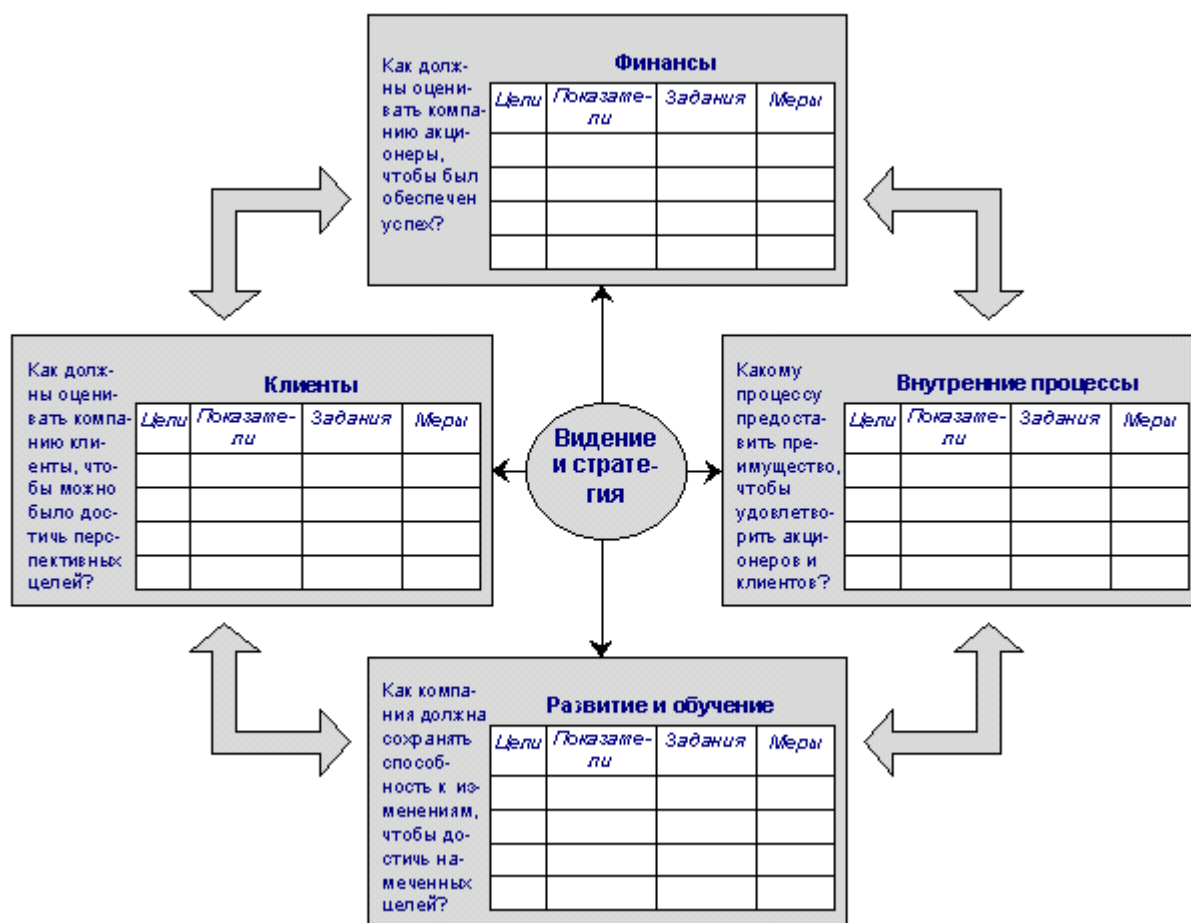 Как долж-
ны оцени-
вать компа-
нию акци-
онеры,
чтобы был
обеспечен
успех?
Финансы
Цели Показате- Задания Меры
ли
Как долж-
ны оцени-
вать компа-
нию кли-
енты, что-
бы можно
было дос-
тичь перс-
пективных
целей?
Клиенты
Цели Показате- Задания Меры
ли
Видение
и страте-
гия
Какому
процессу
предоста-
вить пре-
имущество,
чтобы
удовлетво-
рить акци-
онеров и
клиентов?
Внутренние процессы
Цели Показате- Задания Меры
ли
Как компа-
ния должна
сохранять
способ-
ность к из-
менениям,
чтобы до-
стичь на-
меченных
целей?
Развитие и обучение
Цели Показате- Задания Меры
ли